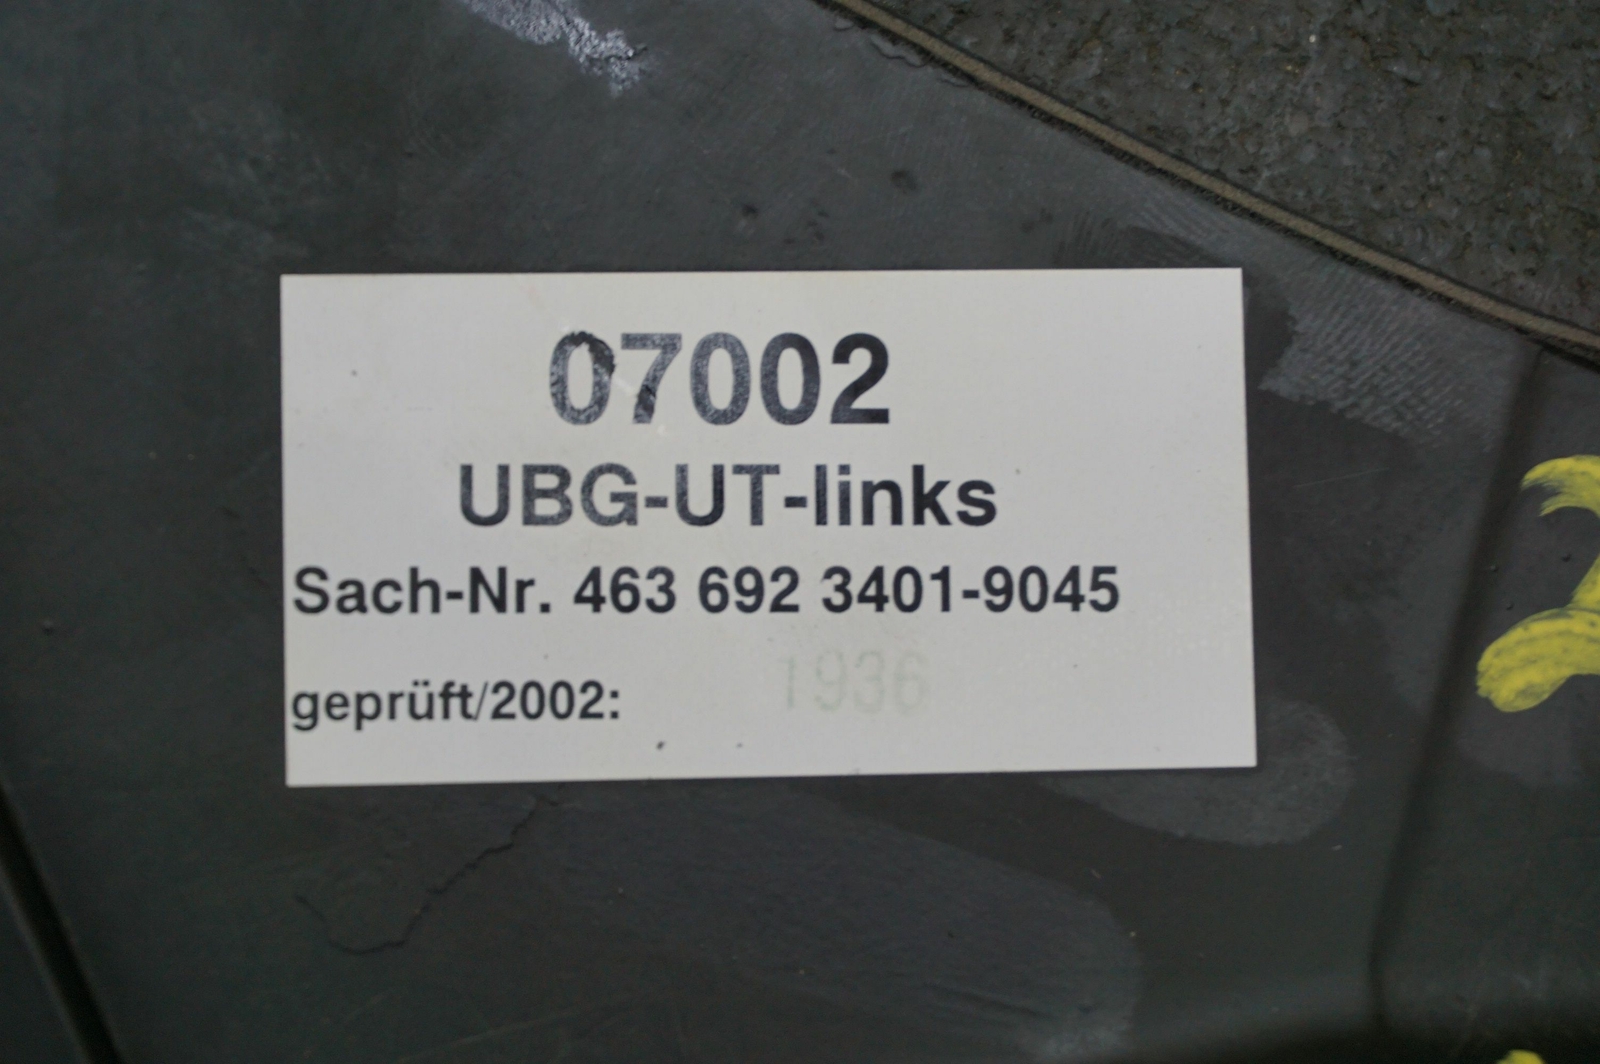 07002
UBG-UT-links
Sach-Nr. 463 692 3401-9045
geprüft/2002: 1936